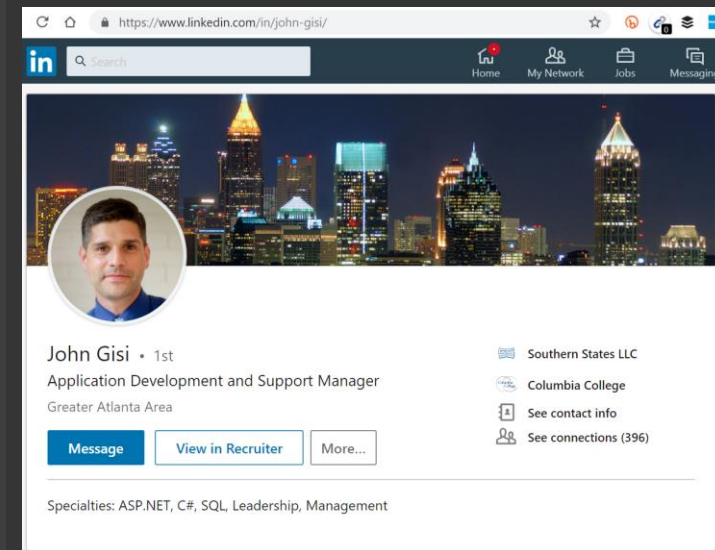 https://www.linkedin.com/in/john-gisi/
0
in
Search
Home
My Network
Jobs
Messaging
John Gisi • 1st
Application Development and Support Manager
Greater Atlanta Area
Message
View in Recruiter
More...
Southern States LLC
Columbia College
See contact info
See connections (396)
Specialties: ASP.NET, C#, SQL, Leadership, Management